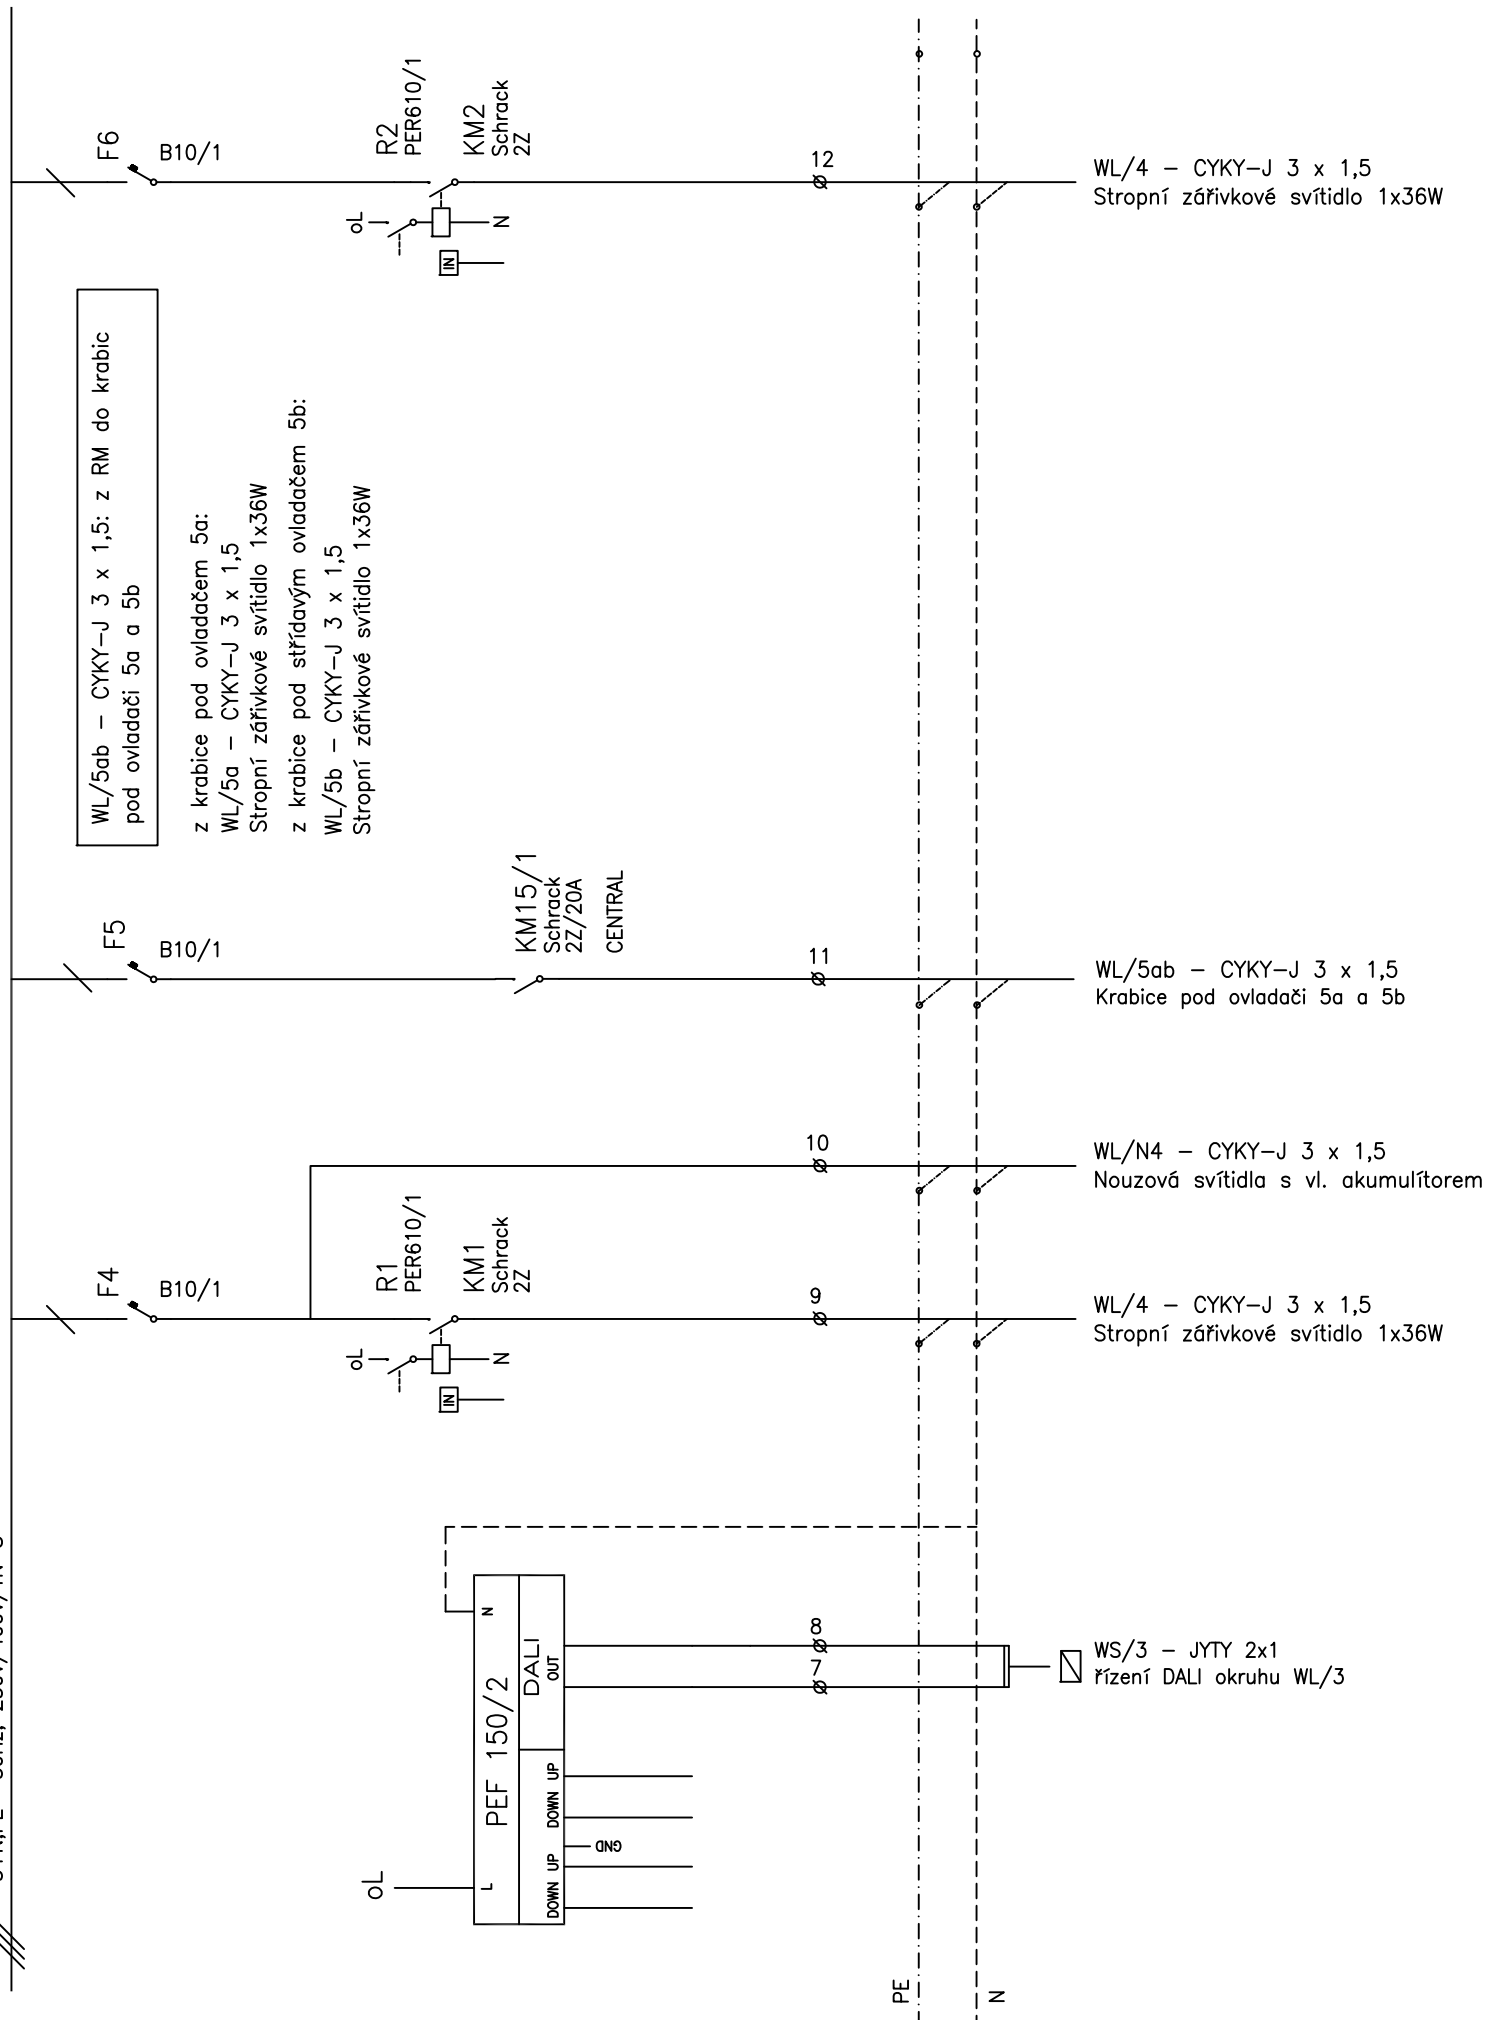 F6
B10/1
R2
PER610/1
KM2
Schrack
2Z
oL
N
IN
12
WL/4 – CYKY–J 3 x 1,5
Stropní zářivkové svítidlo 1x36W
WL/5ab – CYKY–J 3 x 1,5: z RM do krabic
pod ovladači 5a a 5b
z krabice pod ovladačem 5a:
WL/5a – CYKY–J 3 x 1,5
Stropní zářivkové svítidlo 1x36W
z krabice pod střídavým ovladačem 5b:
WL/5b – CYKY–J 3 x 1,5
Stropní zářivkové svítidlo 1x36W
F5
B10/1
KM15/1
Schrack
2Z/20A
CENTRAL
11
WL/5ab – CYKY–J 3 x 1,5
Krabice pod ovladači 5a a 5b
10
WL/N4 – CYKY–J 3 x 1,5
Nouzová svítidla s vl. akumulítorem
F4
B10/1
R1
PER610/1
KM1
Schrack
2Z
oL
N
IN
9
WL/4 – CYKY–J 3 x 1,5
Stropní zářivkové svítidlo 1x36W
oL
L
N
PEF 150/2
DALI
OUT
DOWN UP
DOWN UP
GND
8
7
WS/3 – JYTY 2x1
řízení DALI okruhu WL/3
PE
N